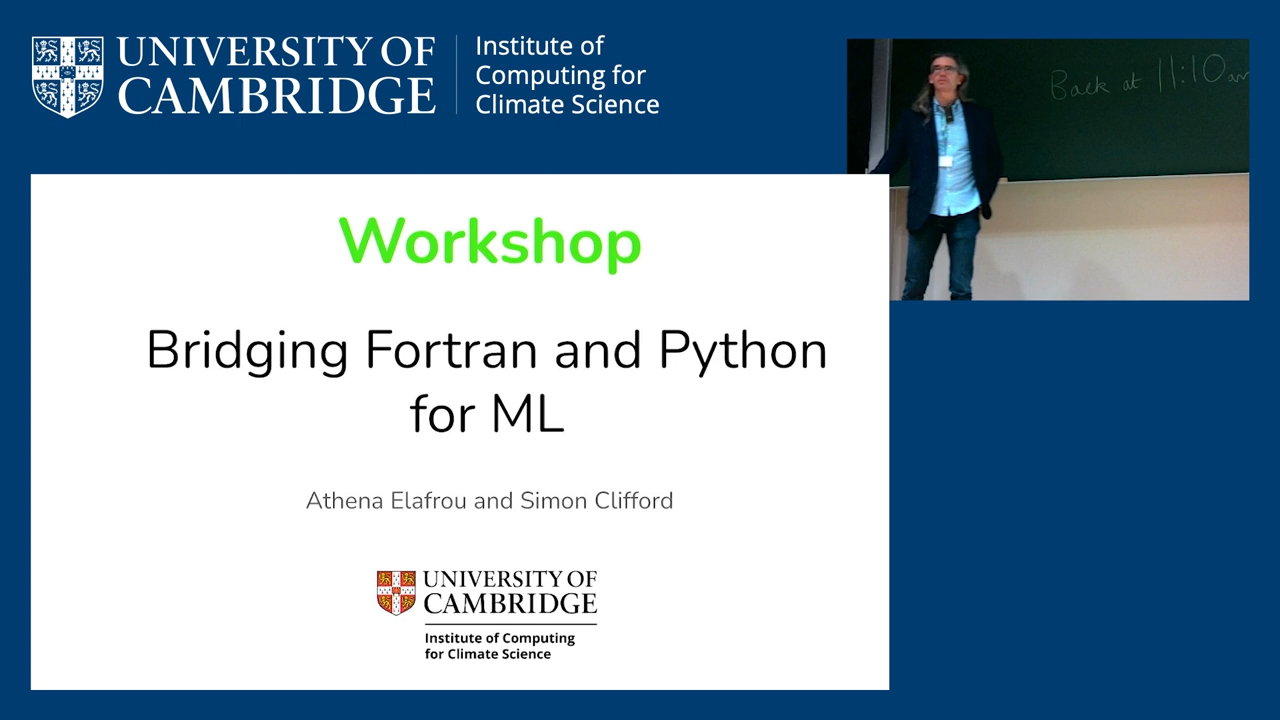 UNIVERSITY OF
CAMBRIDGE
Institute of
Computing for
Climate Science
Back at 11:10am
Workshop
Bridging Fortran and Python
for ML
Athena Elafrou and Simon Clifford
UNIVERSITY OF
CAMBRIDGE
Institute of Computing
for Climate Science